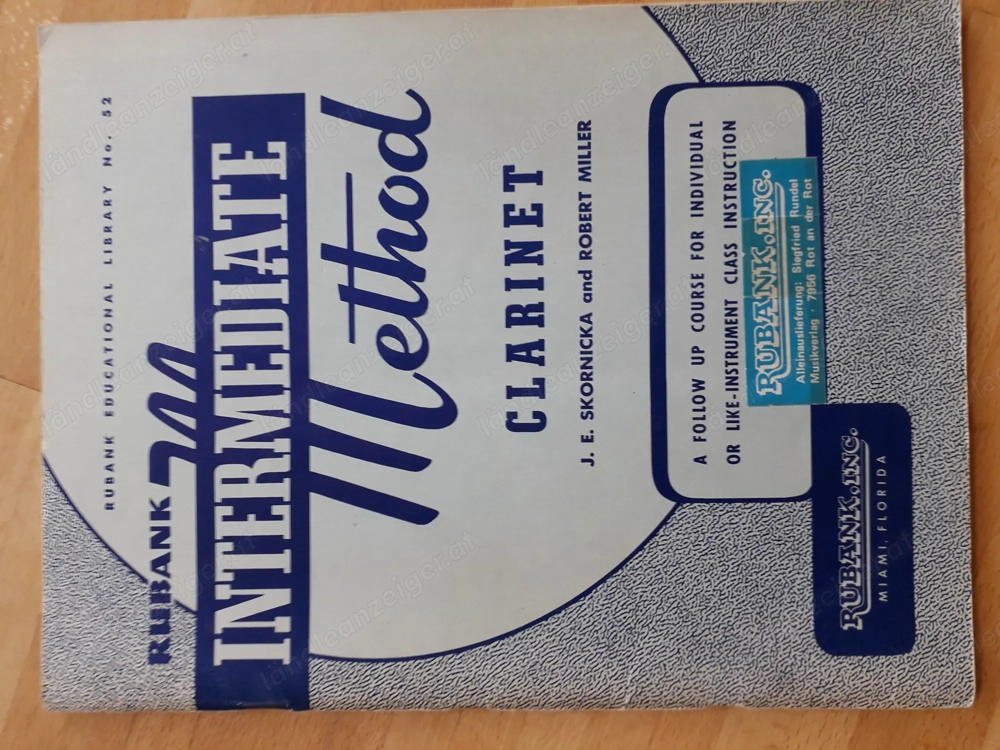 RUBANK EDUCATIONAL LIBRARY No. 52
RUBANK
INTERMEDIATE
Method
CLARINET
J. E. SKORNICKA and ROBERT MILLER
A FOLLOW UP COURSE FOR INDIVIDUAL
OR LIKE-INSTRUMENT CLASS INSTRUCTION
RUBANK, INC.
Alleinauslieferung: Siegfried Rundel
Musikverlag · 7956 Rot an der Rot
RUBANK, INC.
MIAMI, FLORIDA
ländleanzeiger.at